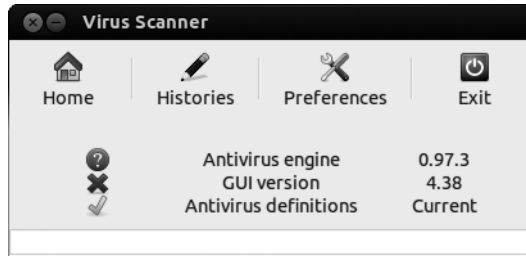 Virus Scanner
Home Histories Preferences Exit
Antivirus engine 0.97.3
GUI version 4.38
Antivirus definitions Current